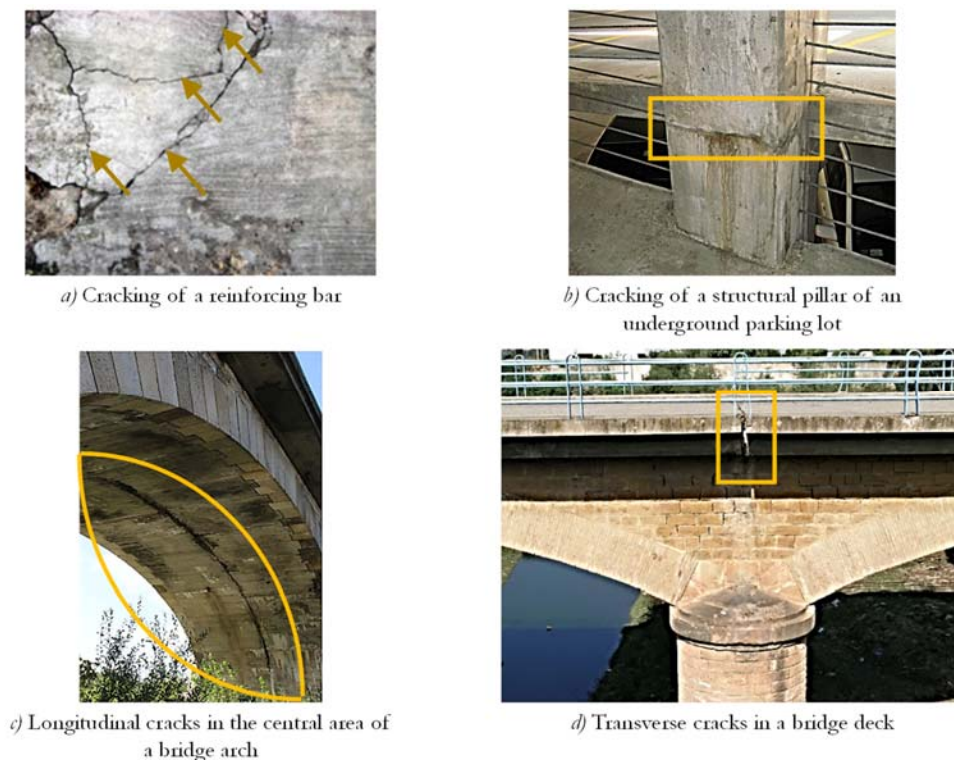 a) Cracking of a reinforcing bar
b) Cracking of a structural pillar of an
underground parking lot
c) Longitudinal cracks in the central area of
a bridge arch
d) Transverse cracks in a bridge deck